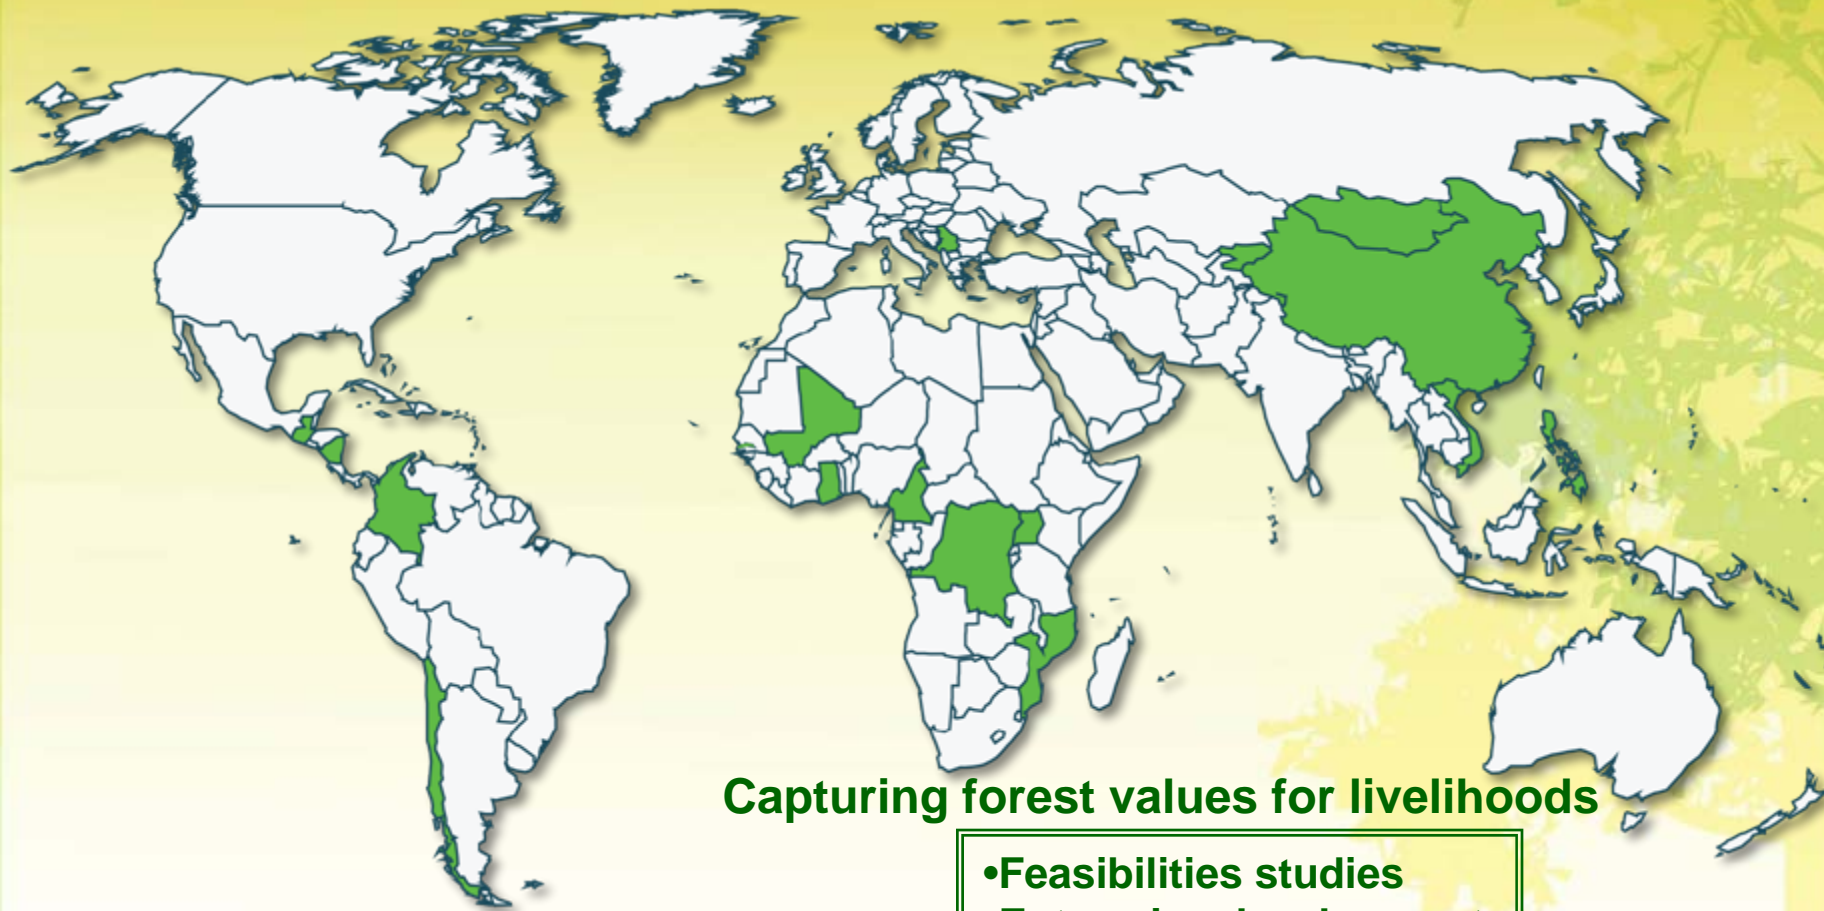 Capturing forest values for livelihoods
•Feasibilities studies